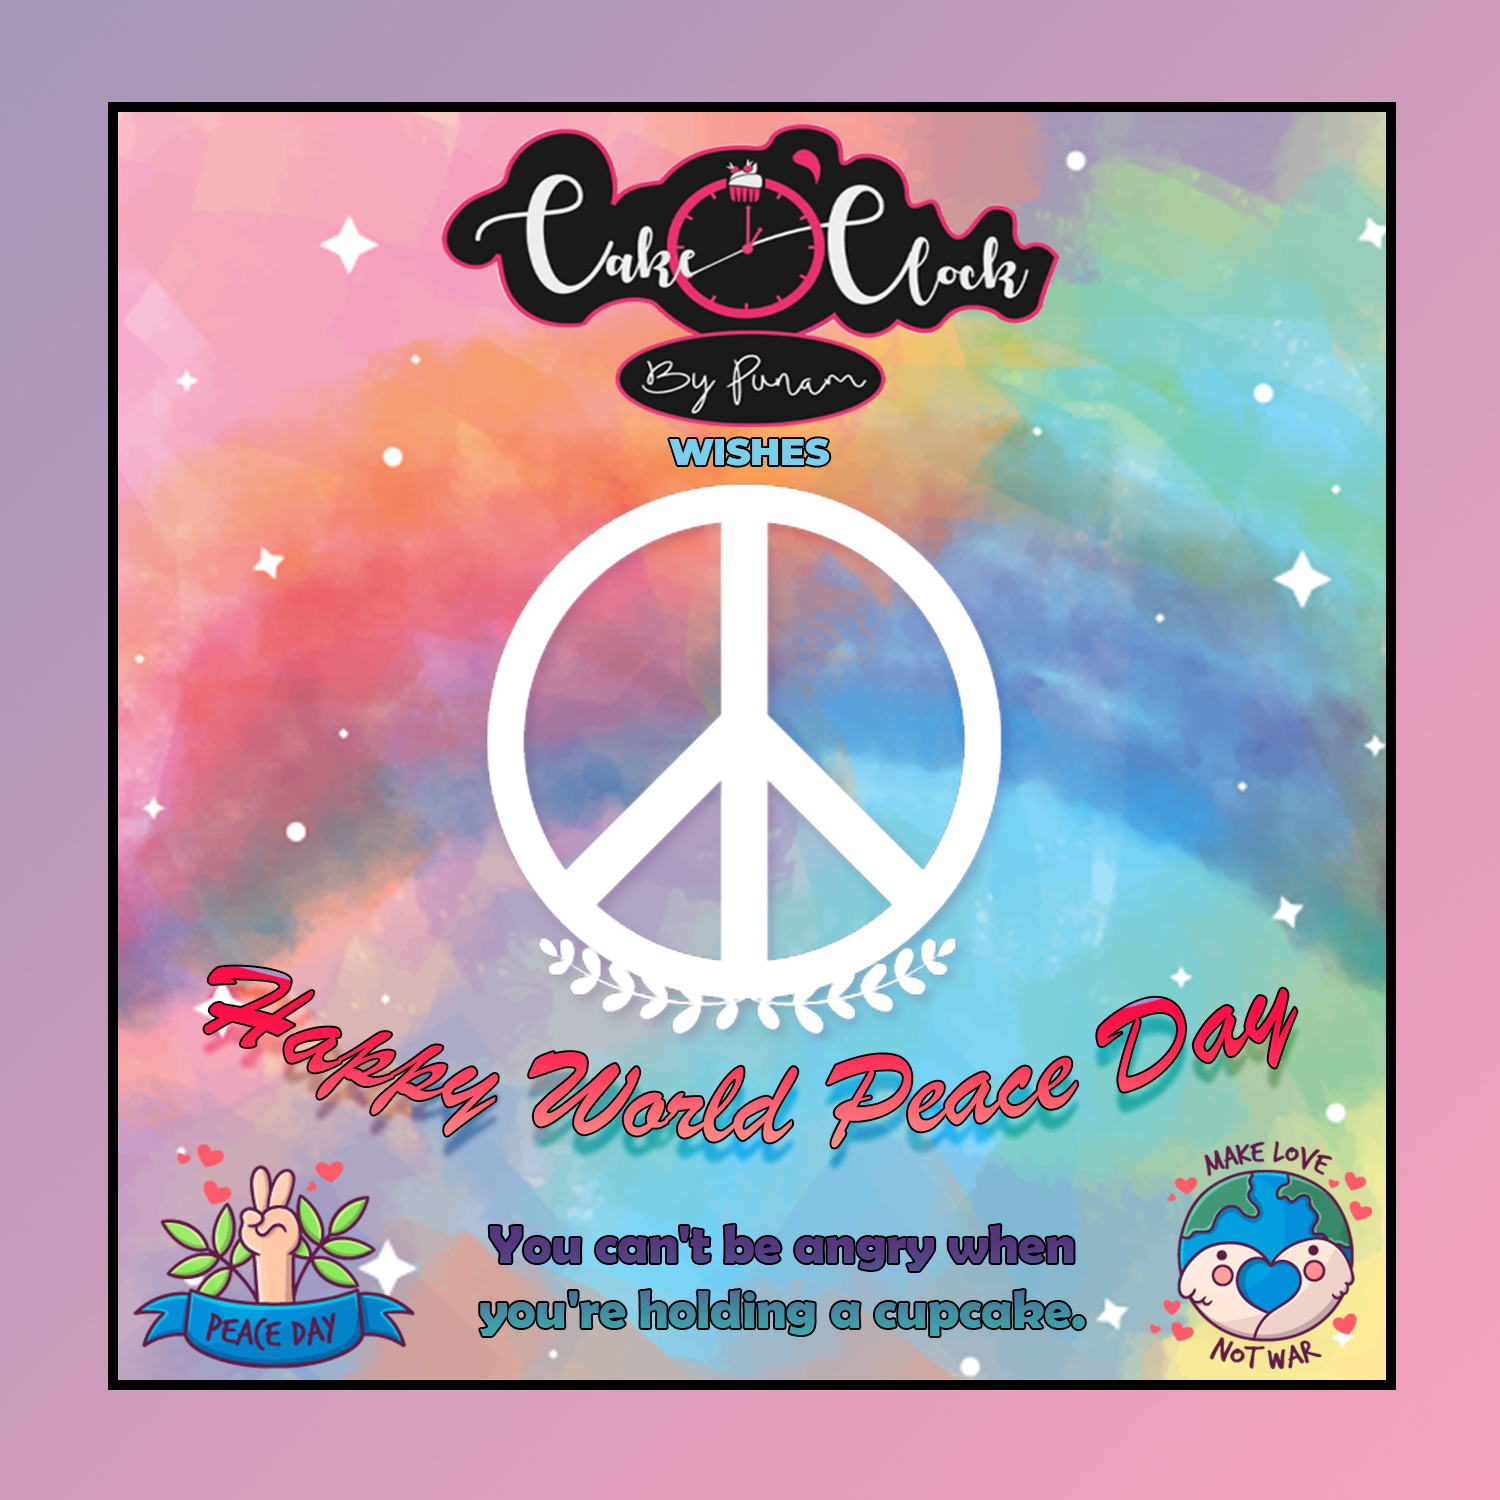 Cake O'Clock
By Punam
WISHES
Happy World Peace Day
PEACE DAY
You can't be angry when
you're holding a cupcake.
MAKE LOVE
NOT WAR